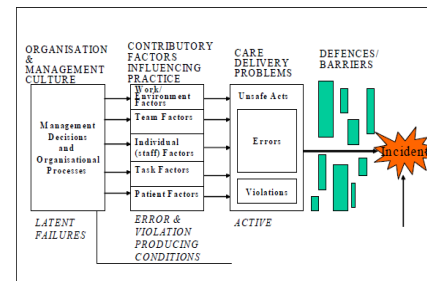 ORGANISATION
&
MANAGEMENT
CULTURE
CONTRIBUTORY
FACTORS
INFLUENCING
PRACTICE
CARE
DELIVERY
PROBLEMS
DEFENCES/
BARRIERS
Management
Decisions
and
Organisational
Processes
Work/
Environment
Factors
Team Factors
Individual
(staff) Factors
Task Factors
Patient Factors
Unsafe Acts
Errors
Violations
Incident
LATENT
FAILURES
ERROR &
VIOLATION
PRODUCING
CONDITIONS
ACTIVE